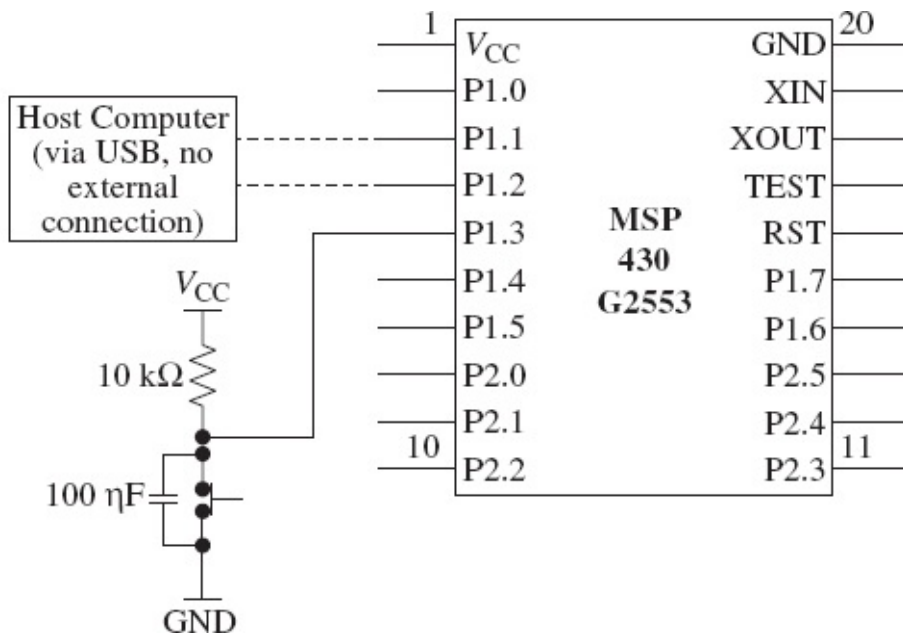 1
20
V_CC
GND
P1.0
XIN
Host Computer
(via USB, no
external
connection)
P1.1
XOUT
P1.2
TEST
MSP
430
G2553
P1.3
RST
P1.4
P1.7
V_CC
P1.5
P1.6
10 kΩ
P2.0
P2.5
P2.1
P2.4
10
11
P2.2
P2.3
100 ηF
GND